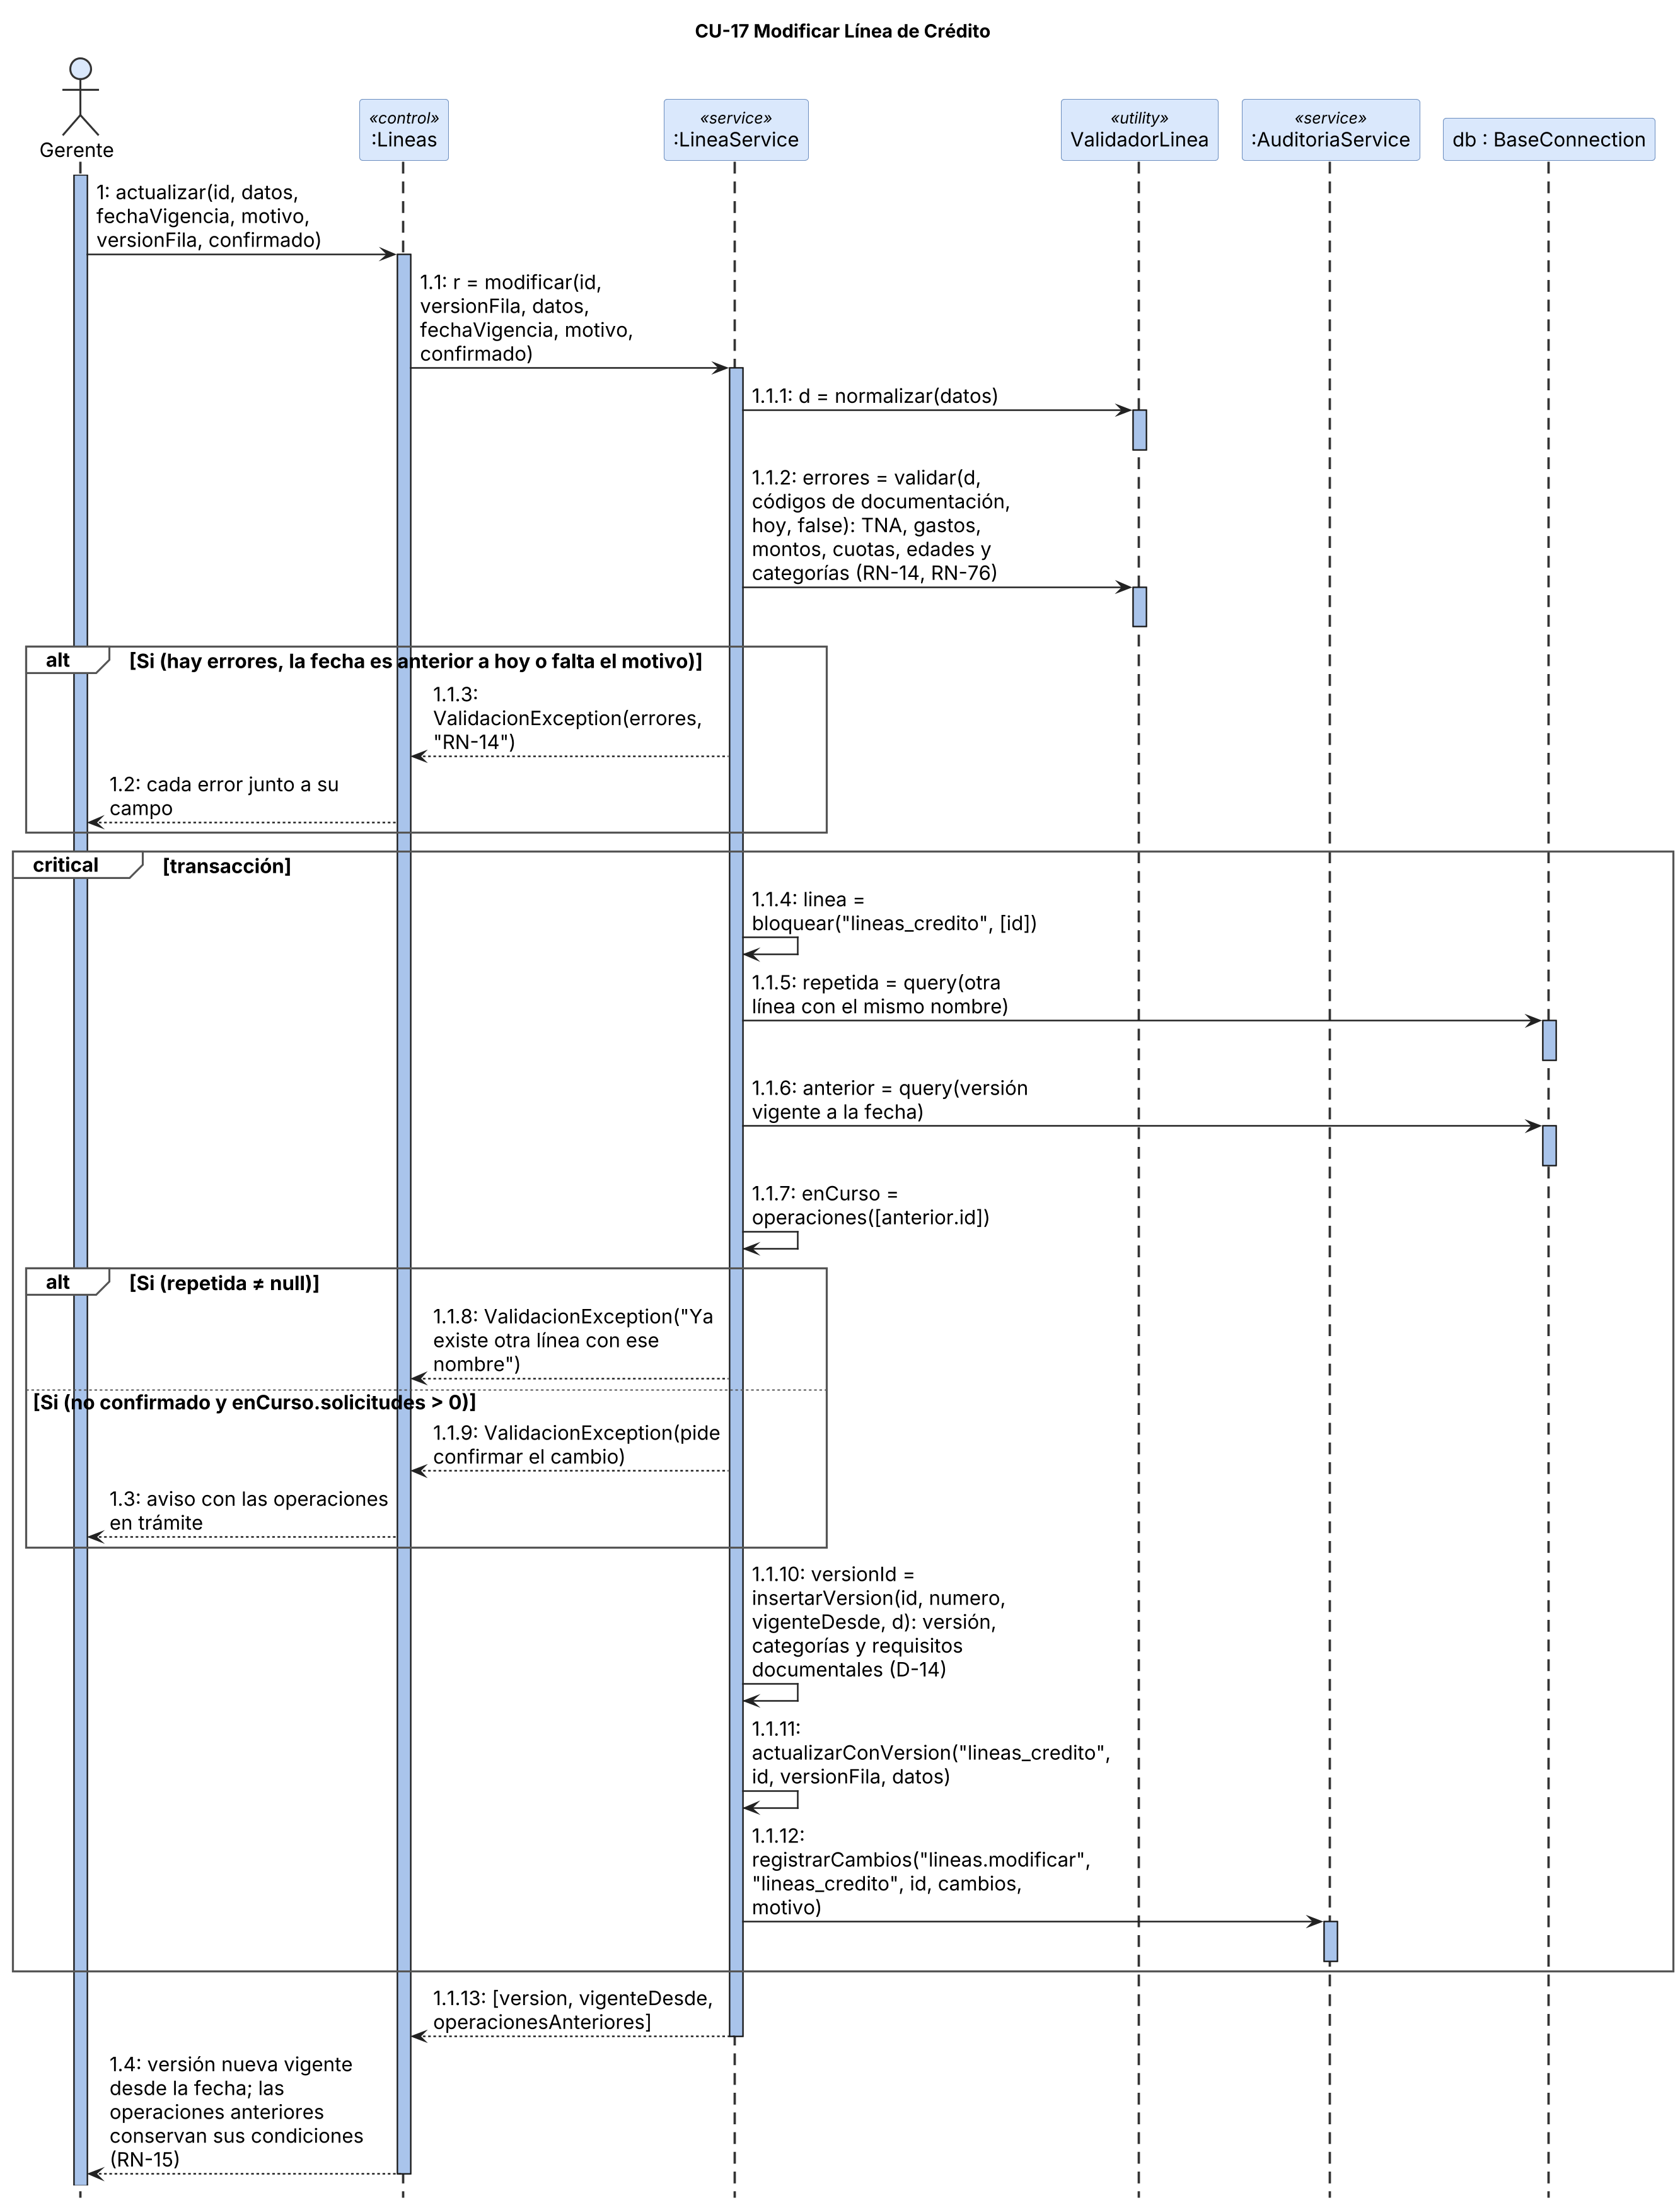 CU-17 Modificar Línea de Crédito
Gerente
«control»
:Lineas
«service»
:LineaService
«utility»
ValidadorLinea
«service»
:AuditoriaService
db : BaseConnection
1: actualizar(id, datos,
fechaVigencia, motivo,
versionFila, confirmado)
1.1: r = modificar(id,
versionFila, datos,
fechaVigencia, motivo,
confirmado)
1.1.1: d = normalizar(datos)
1.1.2: errores = validar(d,
códigos de documentación,
hoy, false): TNA, gastos,
montos, cuotas, edades y
categorías (RN-14, RN-76)
alt
[Si (hay errores, la fecha es anterior a hoy o falta el motivo)]
1.1.3:
ValidacionException(errores,
"RN-14")
1.2: cada error junto a su
campo
critical
[transacción]
1.1.4: linea =
bloquear("lineas_credito", [id])
1.1.5: repetida = query(otra
línea con el mismo nombre)
1.1.6: anterior = query(versión
vigente a la fecha)
1.1.7: enCurso =
operaciones([anterior.id])
alt
[Si (repetida ≠ null)]
1.1.8: ValidacionException("Ya
existe otra línea con ese
nombre")
[Si (no confirmado y enCurso.solicitudes > 0)]
1.1.9: ValidacionException(pide
confirmar el cambio)
1.3: aviso con las operaciones
en trámite
1.1.10: versionId =
insertarVersion(id, numero,
vigenteDesde, d): versión,
categorías y requisitos
documentales (D-14)
1.1.11:
actualizarConVersion("lineas_credito",
id, versionFila, datos)
1.1.12:
registrarCambios("lineas.modificar",
"lineas_credito", id, cambios,
motivo)
1.1.13: [version, vigenteDesde,
operacionesAnteriores]
1.4: versión nueva vigente
desde la fecha; las
operaciones anteriores
conservan sus condiciones
(RN-15)